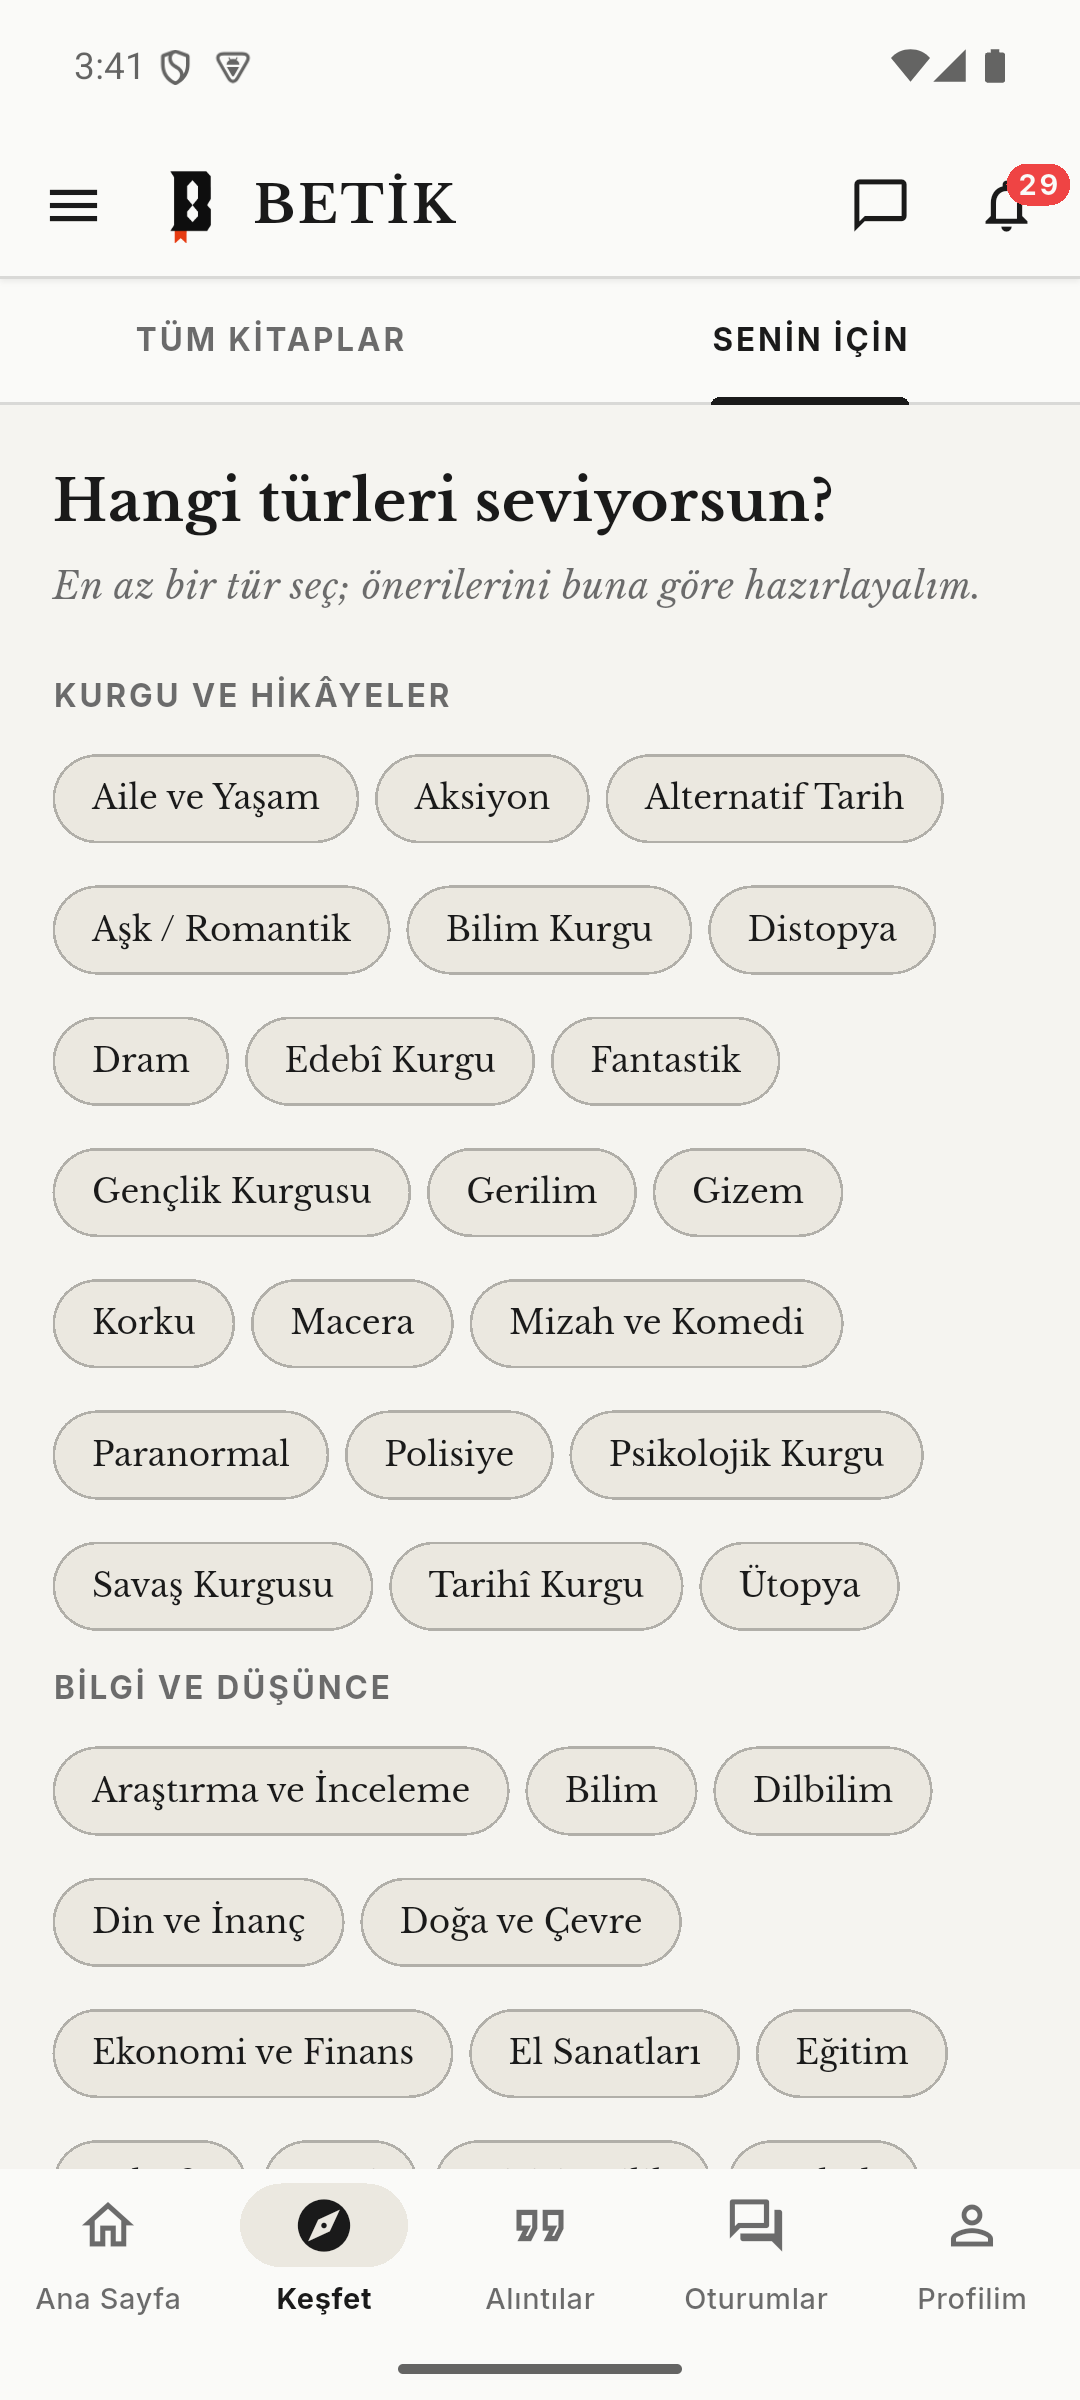 3:41
BETİK
29
TÜM KİTAPLAR SENİN İÇİN
Hangi türleri seviyorsun?
En az bir tür seç; önerilerini buna göre hazırlayalım.
KURGU VE HİKÂYELER
Aile ve Yaşam Aksiyon Alternatif Tarih
Aşk / Romantik Bilim Kurgu Distopya
Dram Edebî Kurgu Fantastik
Gençlik Kurgusu Gerilim Gizem
Korku Macera Mizah ve Komedi
Paranormal Polisiye Psikolojik Kurgu
Savaş Kurgusu Tarihî Kurgu Ütopya
BİLGİ VE DÜŞÜNCE
Araştırma ve İnceleme Bilim Dilbilim
Din ve İnanç Doğa ve Çevre
Ekonomi ve Finans El Sanatları Eğitim
Ana Sayfa Keşfet Alıntılar Oturumlar Profilim